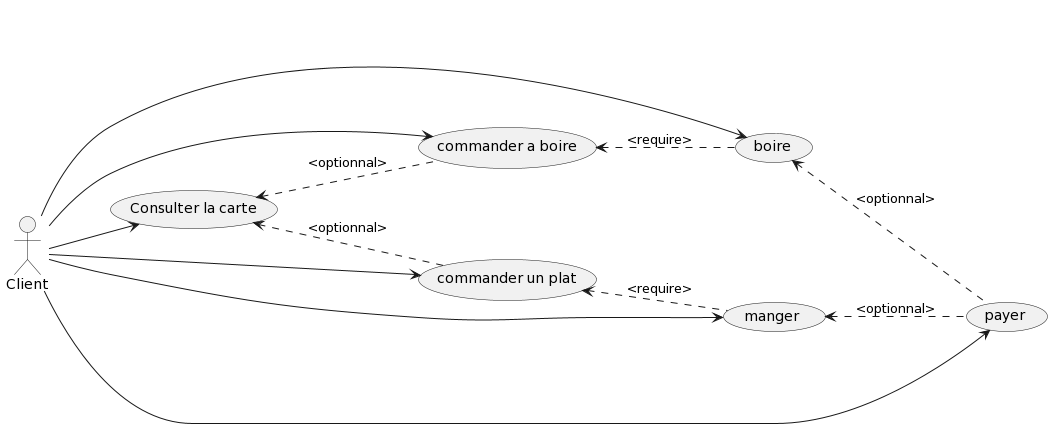 commander a boire
<require>
boire
<optionnal>
Consulter la carte
<optionnal>
<optionnal>
Client
commander un plat
<require>
manger
<optionnal>
payer